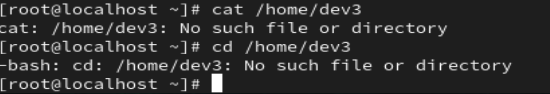 [root@localhost ~]# cat /home/dev3
cat: /home/dev3: No such file or directory
[root@localhost ~]# cd /home/dev3
-bash: cd: /home/dev3: No such file or directory
[root@localhost ~]#